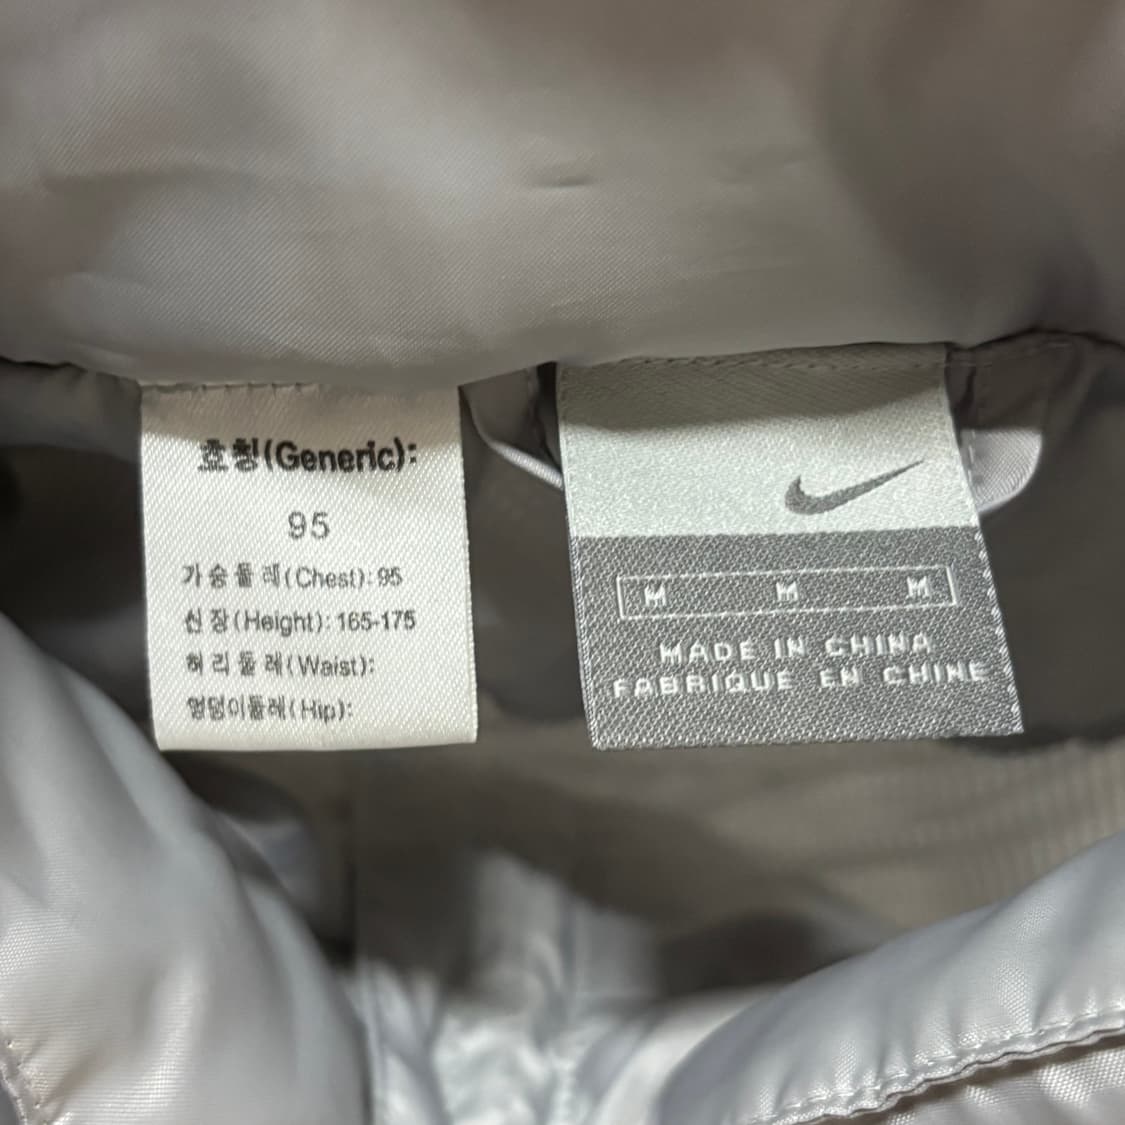 호칭(Generic):
95
가슴둘레(Chest): 95
신장(Height): 165-175
허리둘레(Waist):
엉덩이둘레(Hip):
M M M
MADE IN CHINA
FABRIQUE EN CHINE